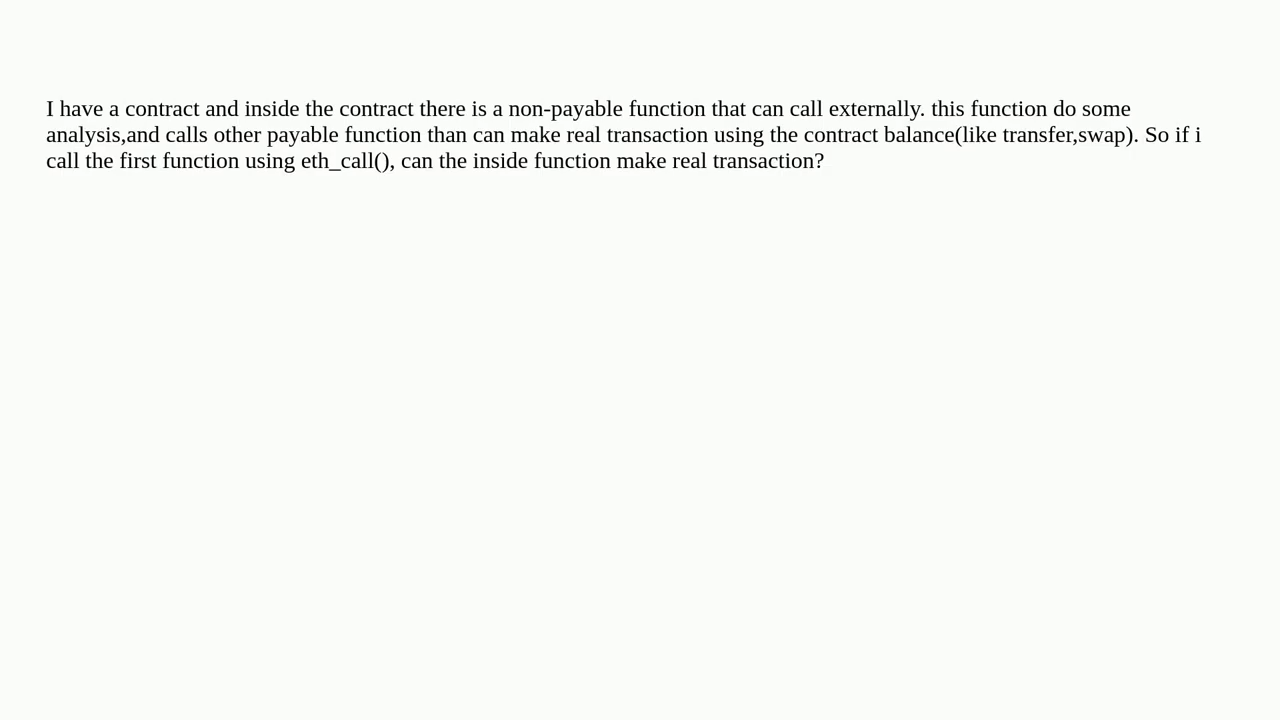 I have a contract and inside the contract there is a non-payable function that can call externally. this function do some
analysis,and calls other payable function than can make real transaction using the contract balance(like transfer,swap). So if i
call the first function using eth_call(), can the inside function make real transaction?